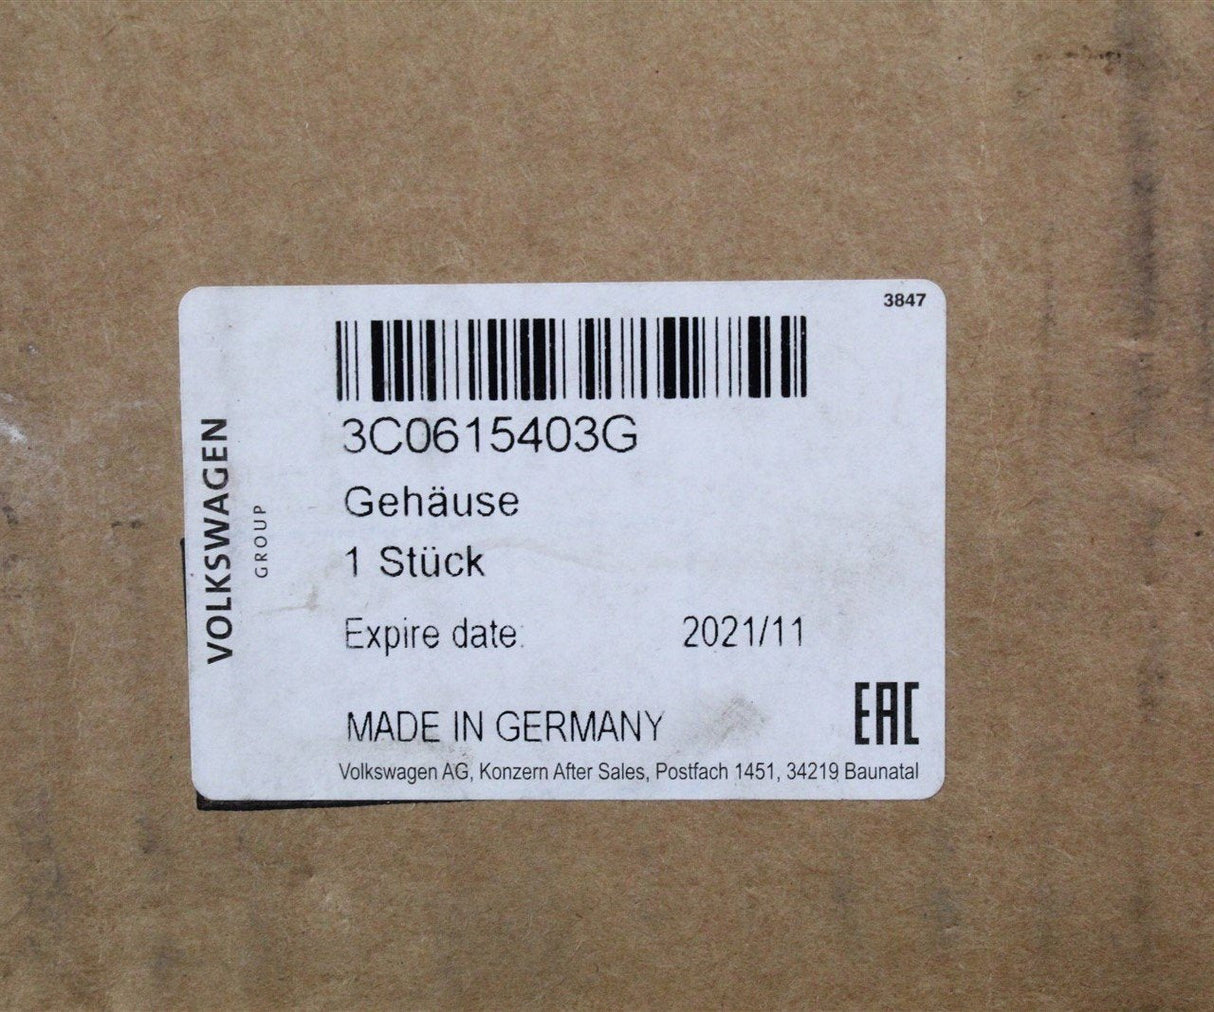 3847
VOLKSWAGEN
GROUP
3C0615403G
Gehäuse
1 Stück
Expire date: 2021/11
MADE IN GERMANY
EAC
Volkswagen AG, Konzern After Sales, Postfach 1451, 34219 Baunatal